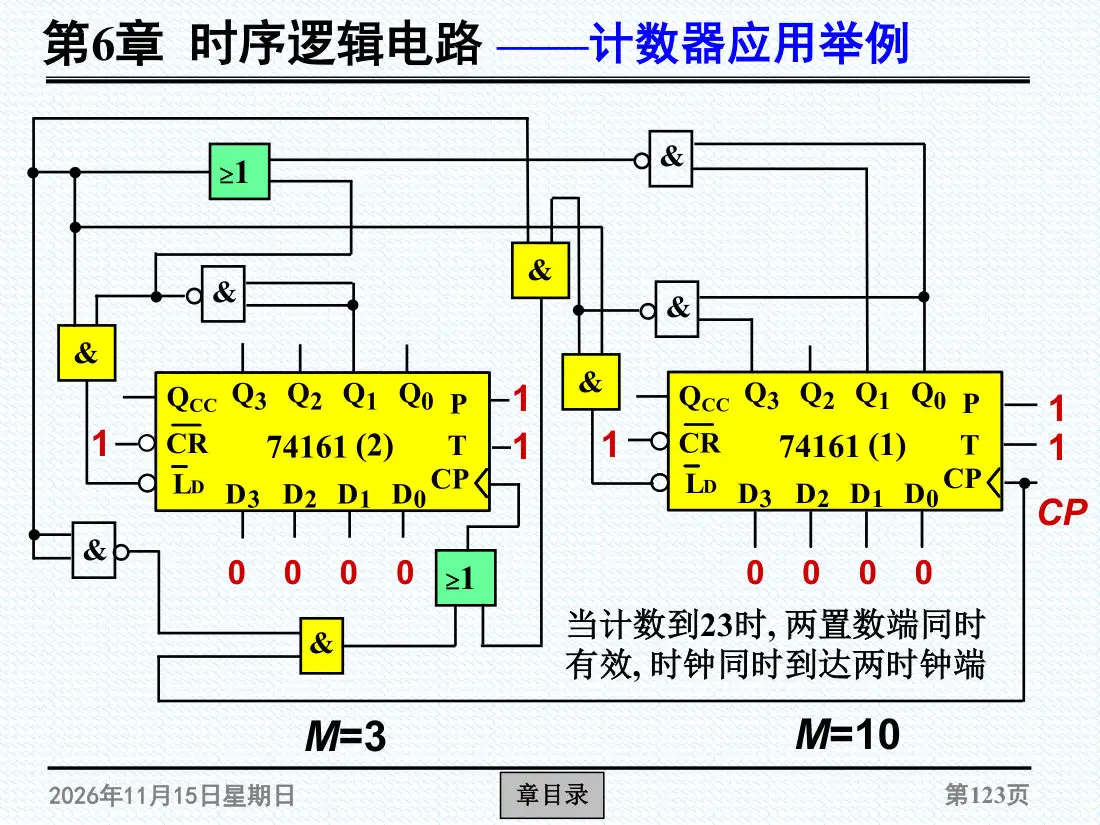 第6章 时序逻辑电路 ——计数器应用举例
≥1
&
&
&
&
&
&
QCC Q3 Q2 Q1 Q0 P
1
CR 74161 (2) T
1
1
LD D3 D2 D1 D0 CP
0 0 0 0
QCC Q3 Q2 Q1 Q0 P
1
CR 74161 (1) T
1
1
LD D3 D2 D1 D0 CP
CP
0 0 0 0
&
≥1
&
当计数到23时, 两置数端同时
有效, 时钟同时到达两时钟端
M=3
M=10
2026年11月15日星期日
章目录
第123页